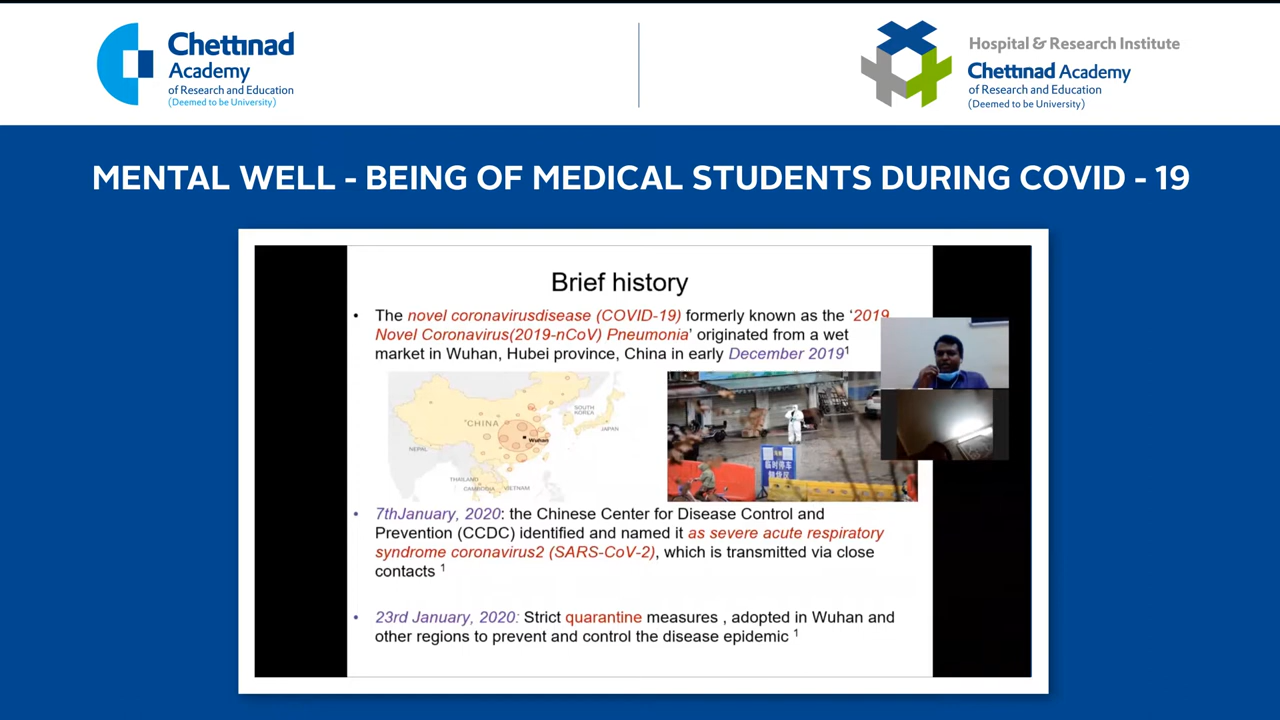 Chettinad
Academy
of Research and Education
(Deemed to be University)
Hospital & Research Institute
Chettinad Academy
of Research and Education
(Deemed to be University)
MENTAL WELL - BEING OF MEDICAL STUDENTS DURING COVID - 19
Brief history
• The novel coronavirusdisease (COVID-19) formerly known as the ‘2019
Novel Coronavirus(2019-nCoV) Pneumonia’ originated from a wet
market in Wuhan, Hubei province, China in early December 2019¹
CHINA
SOUTH
KOREA
JAPAN
Wuhan
NEPAL
THAILAND
CAMBODIA
VIETNAM
临时停车
• 7thJanuary, 2020: the Chinese Center for Disease Control and
Prevention (CCDC) identified and named it as severe acute respiratory
syndrome coronavirus2 (SARS-CoV-2), which is transmitted via close
contacts ¹
• 23rd January, 2020: Strict quarantine measures , adopted in Wuhan and
other regions to prevent and control the disease epidemic ¹